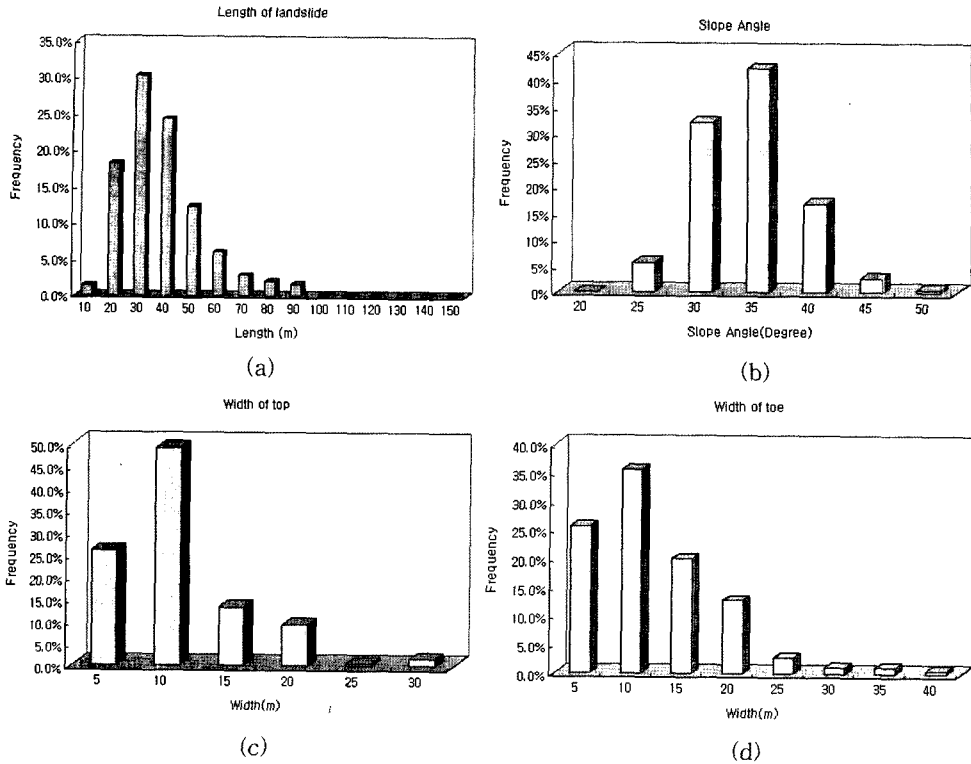 Length of landslide
35.0%
30.0%
25.0%
20.0%
15.0%
10.0%
5.0%
0.0%
Frequency
10 20 30 40 50 60 70 80 90 100 110 120 130 140 150
Length (m)
(a)
Slope Angle
45%
40%
35%
30%
25%
20%
15%
10%
5%
0%
Frequency
20 25 30 35 40 45 50
Slope Angle(Degree)
(b)
Width of top
50.0%
45.0%
40.0%
35.0%
30.0%
25.0%
20.0%
15.0%
10.0%
5.0%
0.0%
Frequency
5 10 15 20 25 30
Width(m)
(c)
Width of toe
40.0%
35.0%
30.0%
25.0%
20.0%
15.0%
10.0%
5.0%
0.0%
Frequency
5 10 15 20 25 30 35 40
Width(m)
(d)